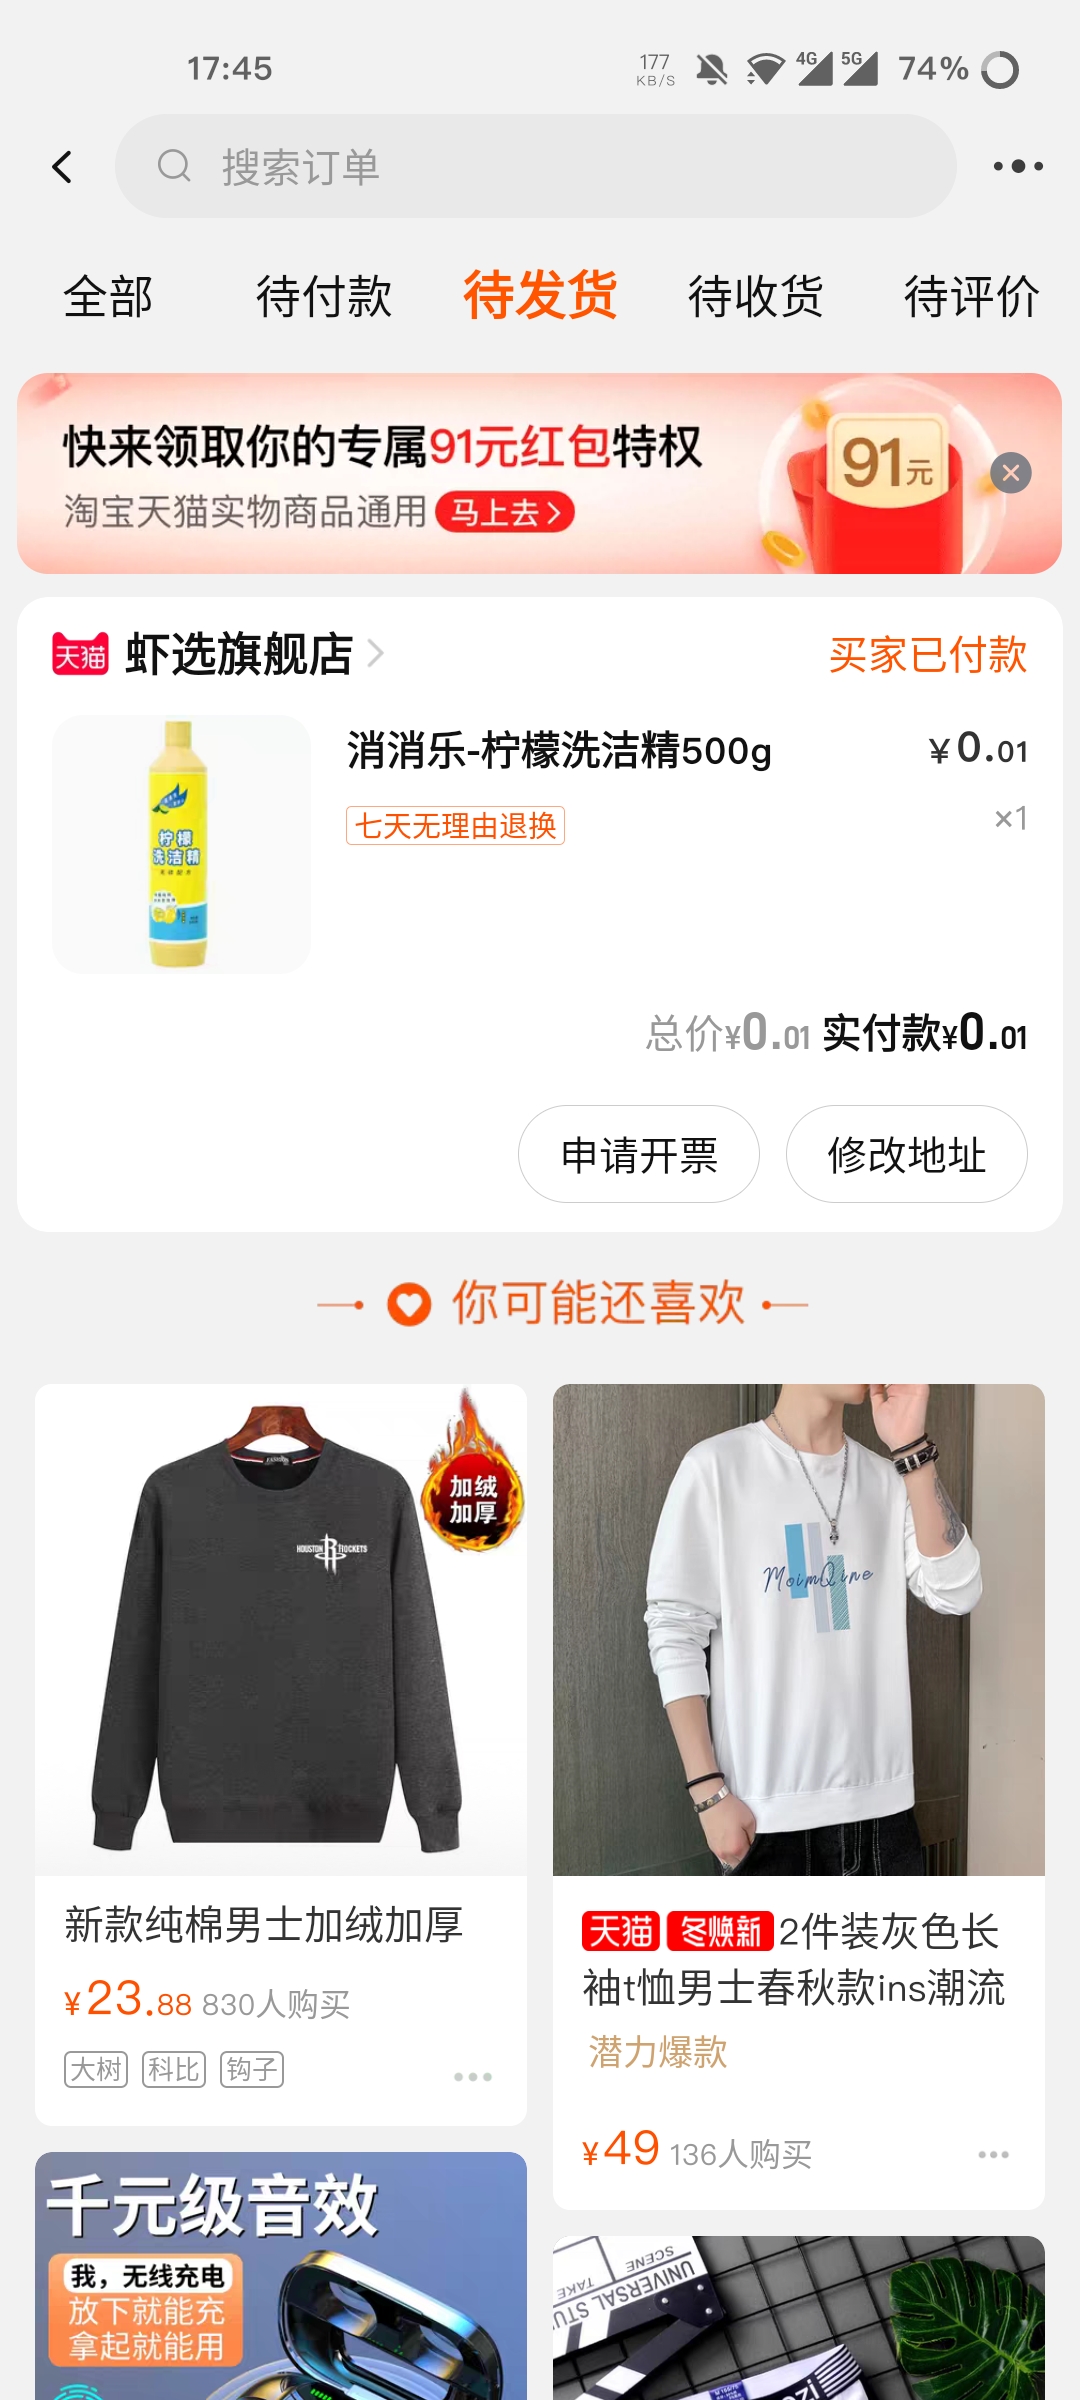 17:45
177
KB/S
4G
5G
74%
搜索订单
全部
待付款
待发货
待收货
待评价
快来领取你的专属91元红包特权
淘宝天猫实物商品通用 马上去
91元
天猫 虾选旗舰店
买家已付款
柠檬
洗洁精
消消乐-柠檬洗洁精500g
¥0.01
七天无理由退换
×1
总价¥0.01 实付款¥0.01
申请开票
修改地址
你可能还喜欢
加绒
加厚
FASHION
HOUSTON R ROCKETS
新款纯棉男士加绒加厚
¥23.88 830人购买
大树 科比 钩子
MoimQine
天猫 冬焕新 2件装灰色长
袖t恤男士春秋款ins潮流
潜力爆款
¥49 136人购买
千元级音效
我,无线充电
放下就能充
拿起就能用
SCENE
TAKE
UNIVERSAL STU
ozi